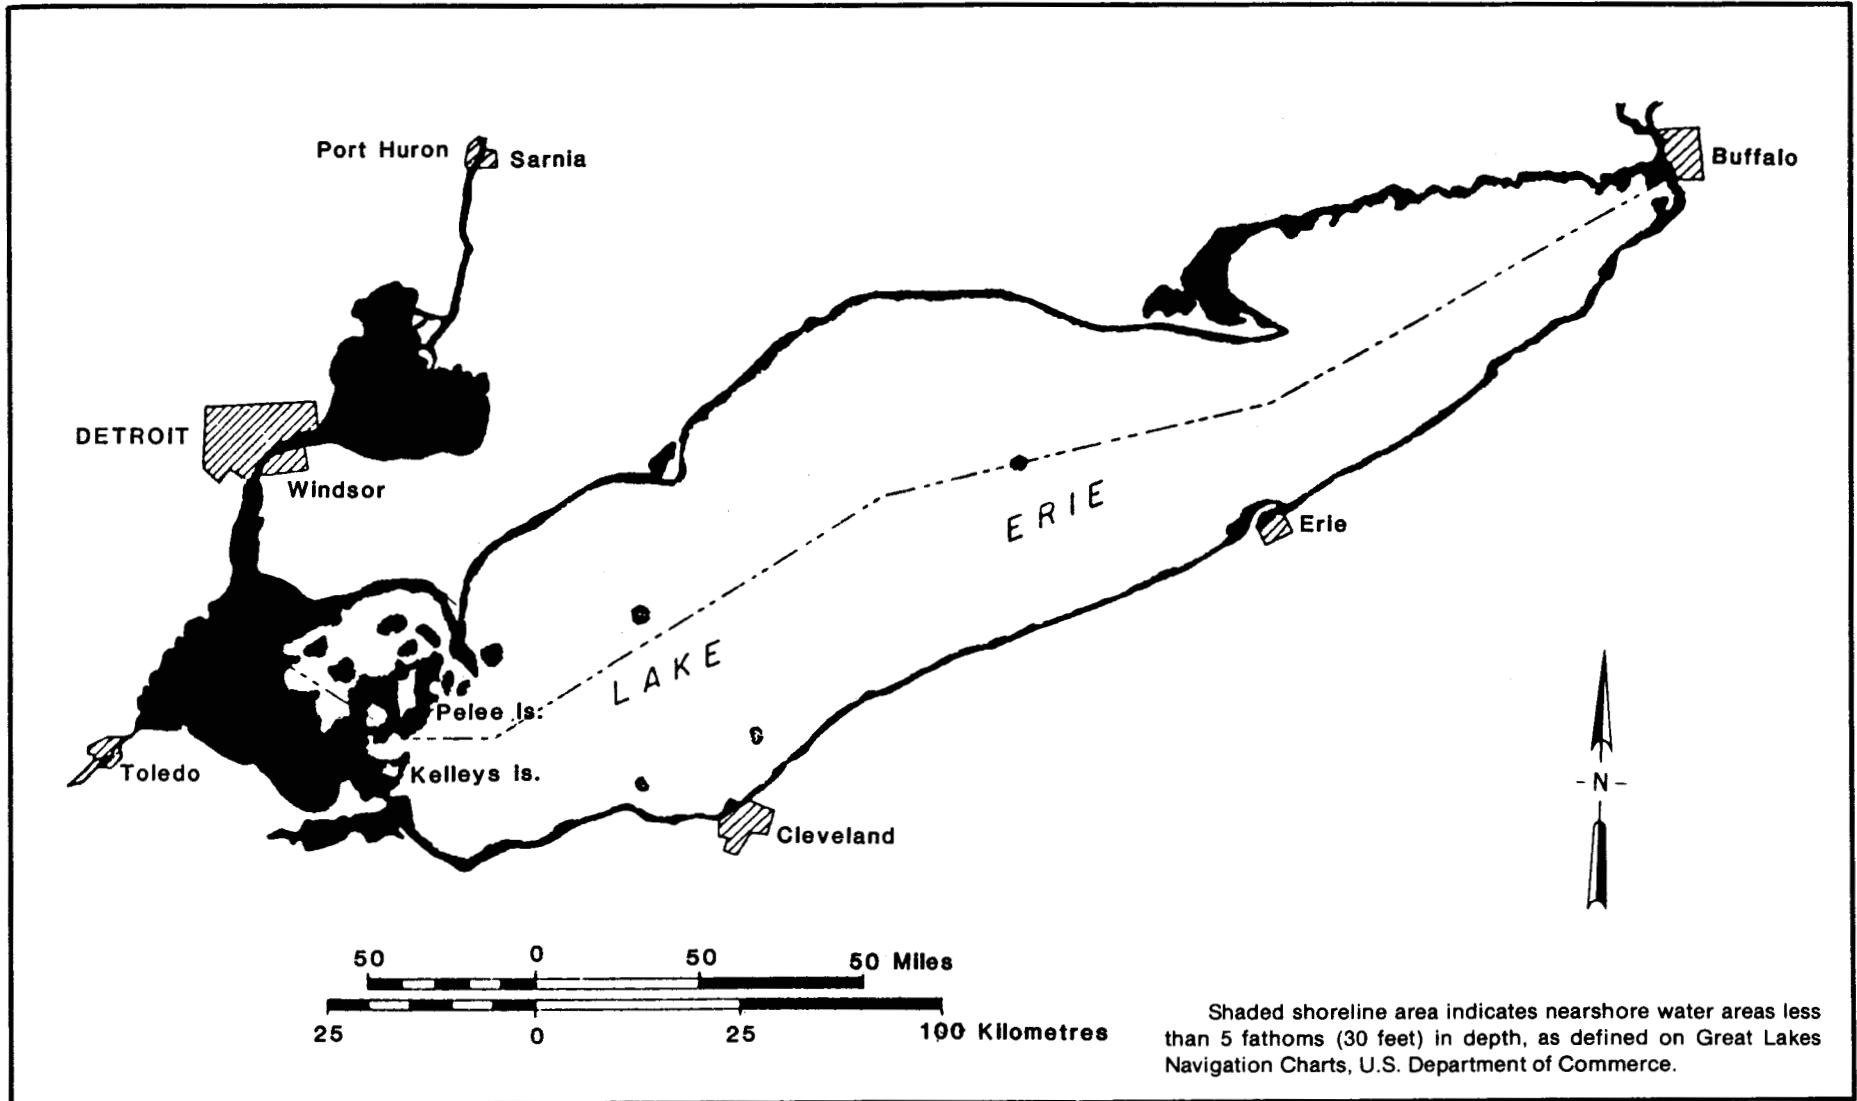 Port Huron
Sarnia
Buffalo
DETROIT
Windsor
LAKE ERIE
Erie
Pelee Is.
Toledo
Kelleys Is.
Cleveland
- N -
50 0 50 50 Miles
25 0 25 100 Kilometres
Shaded shoreline area indicates nearshore water areas less
than 5 fathoms (30 feet) in depth, as defined on Great Lakes
Navigation Charts, U.S. Department of Commerce.